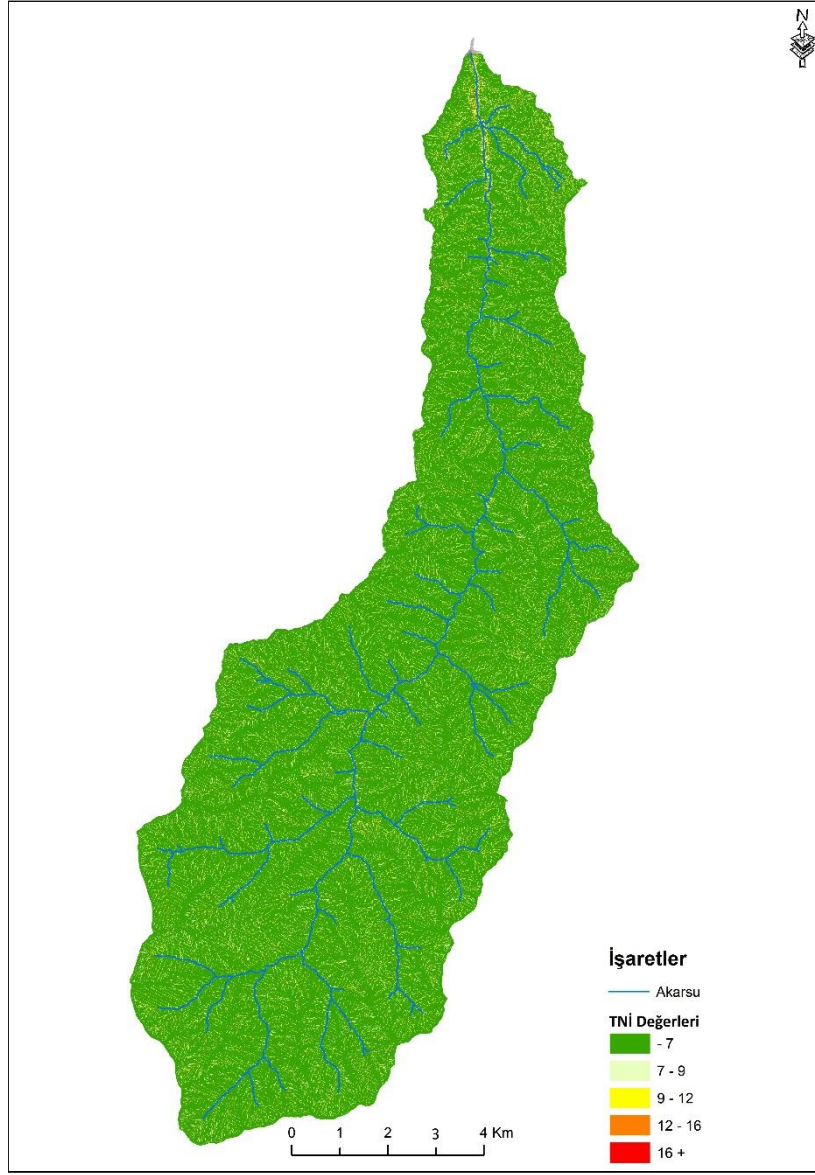 N
İşaretler
Akarsu
TNİ Değerleri
- 7
7 - 9
9 - 12
12 - 16
16 +
0 1 2 3 4 Km